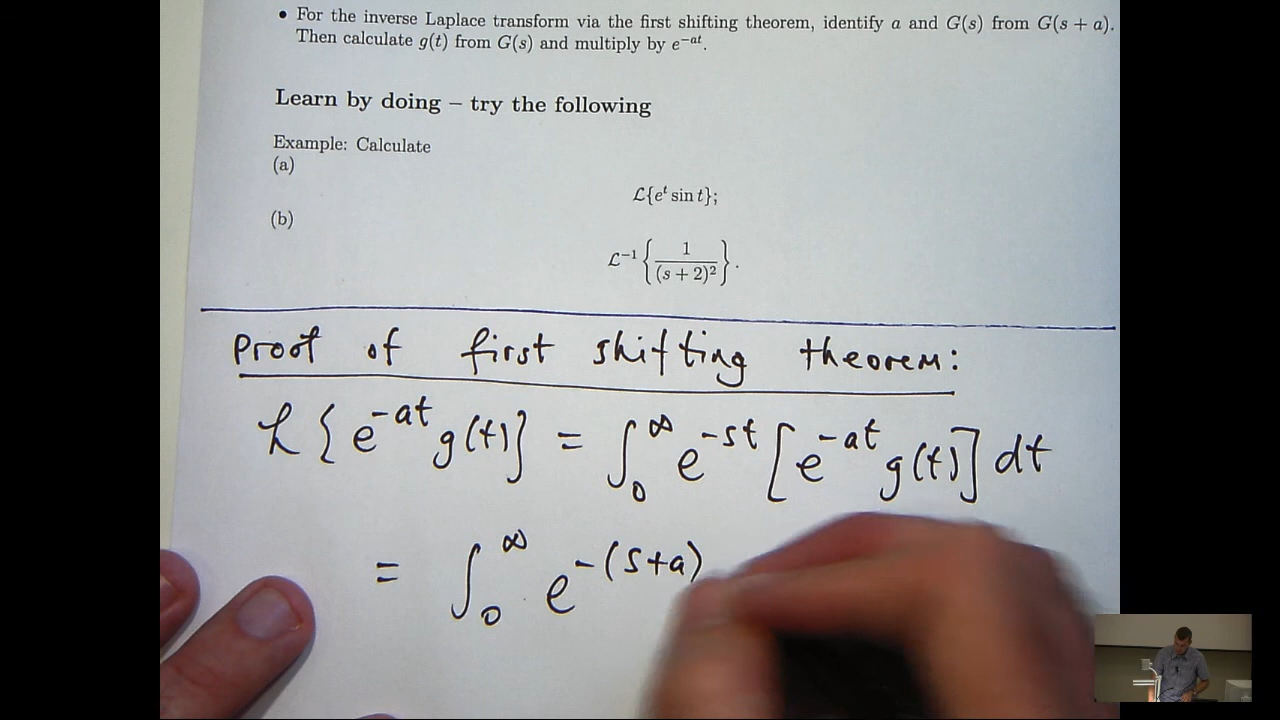 • For the inverse Laplace transform via the first shifting theorem, identify a and G(s) from G(s + a).
Then calculate g(t) from G(s) and multiply by e^{-at}.
Learn by doing – try the following
Example: Calculate
(a)
ℒ{e^t sin t};
(b)
ℒ^{-1}{1/(s + 2)^2}.
Proof of first shifting theorem:
ℒ{e^{-at} g(t)} = ∫_0^∞ e^{-st} [e^{-at} g(t)] dt
= ∫_0^∞ e^{-(s+a)}